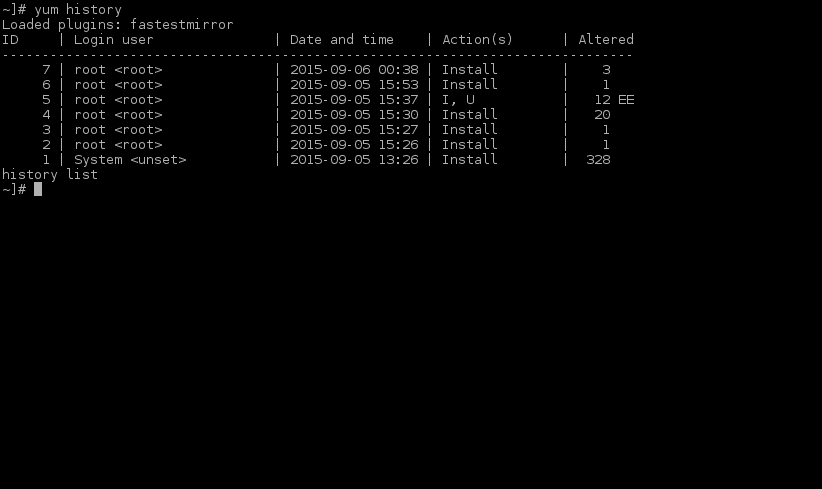 ~]# yum history
Loaded plugins: fastestmirror
ID     | Login user               | Date and time    | Action(s)      | Altered
-------------------------------------------------------------------------------
     7 | root <root>              | 2015-09-06 00:38 | Install        |    3
     6 | root <root>              | 2015-09-05 15:53 | Install        |    1
     5 | root <root>              | 2015-09-05 15:37 | I, U           |   12 EE
     4 | root <root>              | 2015-09-05 15:30 | Install        |   20
     3 | root <root>              | 2015-09-05 15:27 | Install        |    1
     2 | root <root>              | 2015-09-05 15:26 | Install        |    1
     1 | System <unset>           | 2015-09-05 13:26 | Install        |  328
history list
~]#